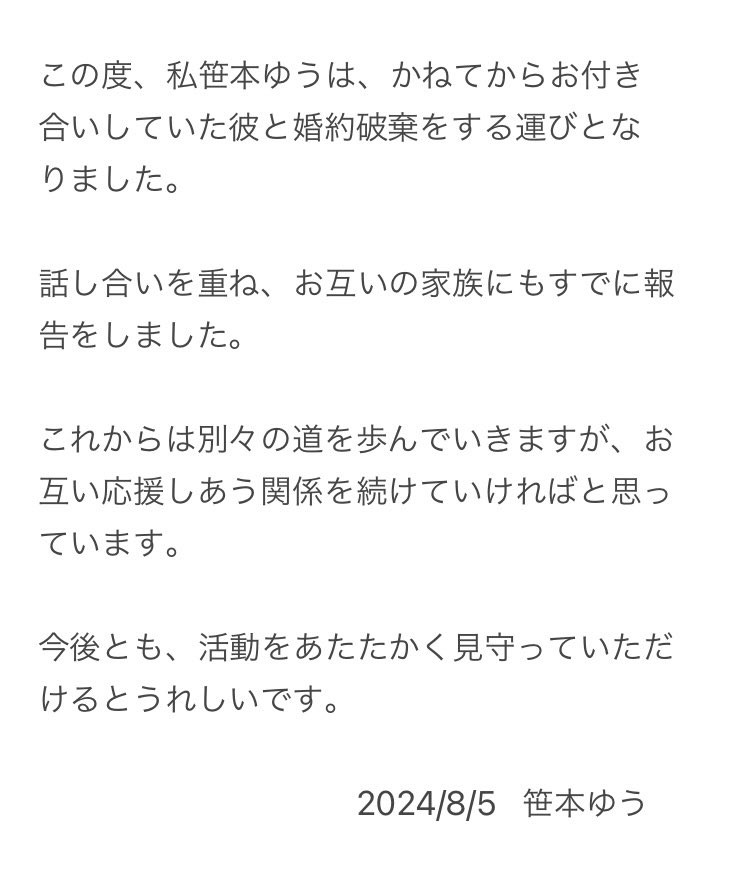 この度、私笹本ゆうは、かねてからお付き
合いしていた彼と婚約破棄をする運びとな
りました。
話し合いを重ね、お互いの家族にもすでに報
告をしました。
これからは別々の道を歩んでいきますが、お
互い応援しあう関係を続けていければと思っ
ています。
今後とも、活動をあたたかく見守っていただ
けるとうれしいです。
2024/8/5 笹本ゆう